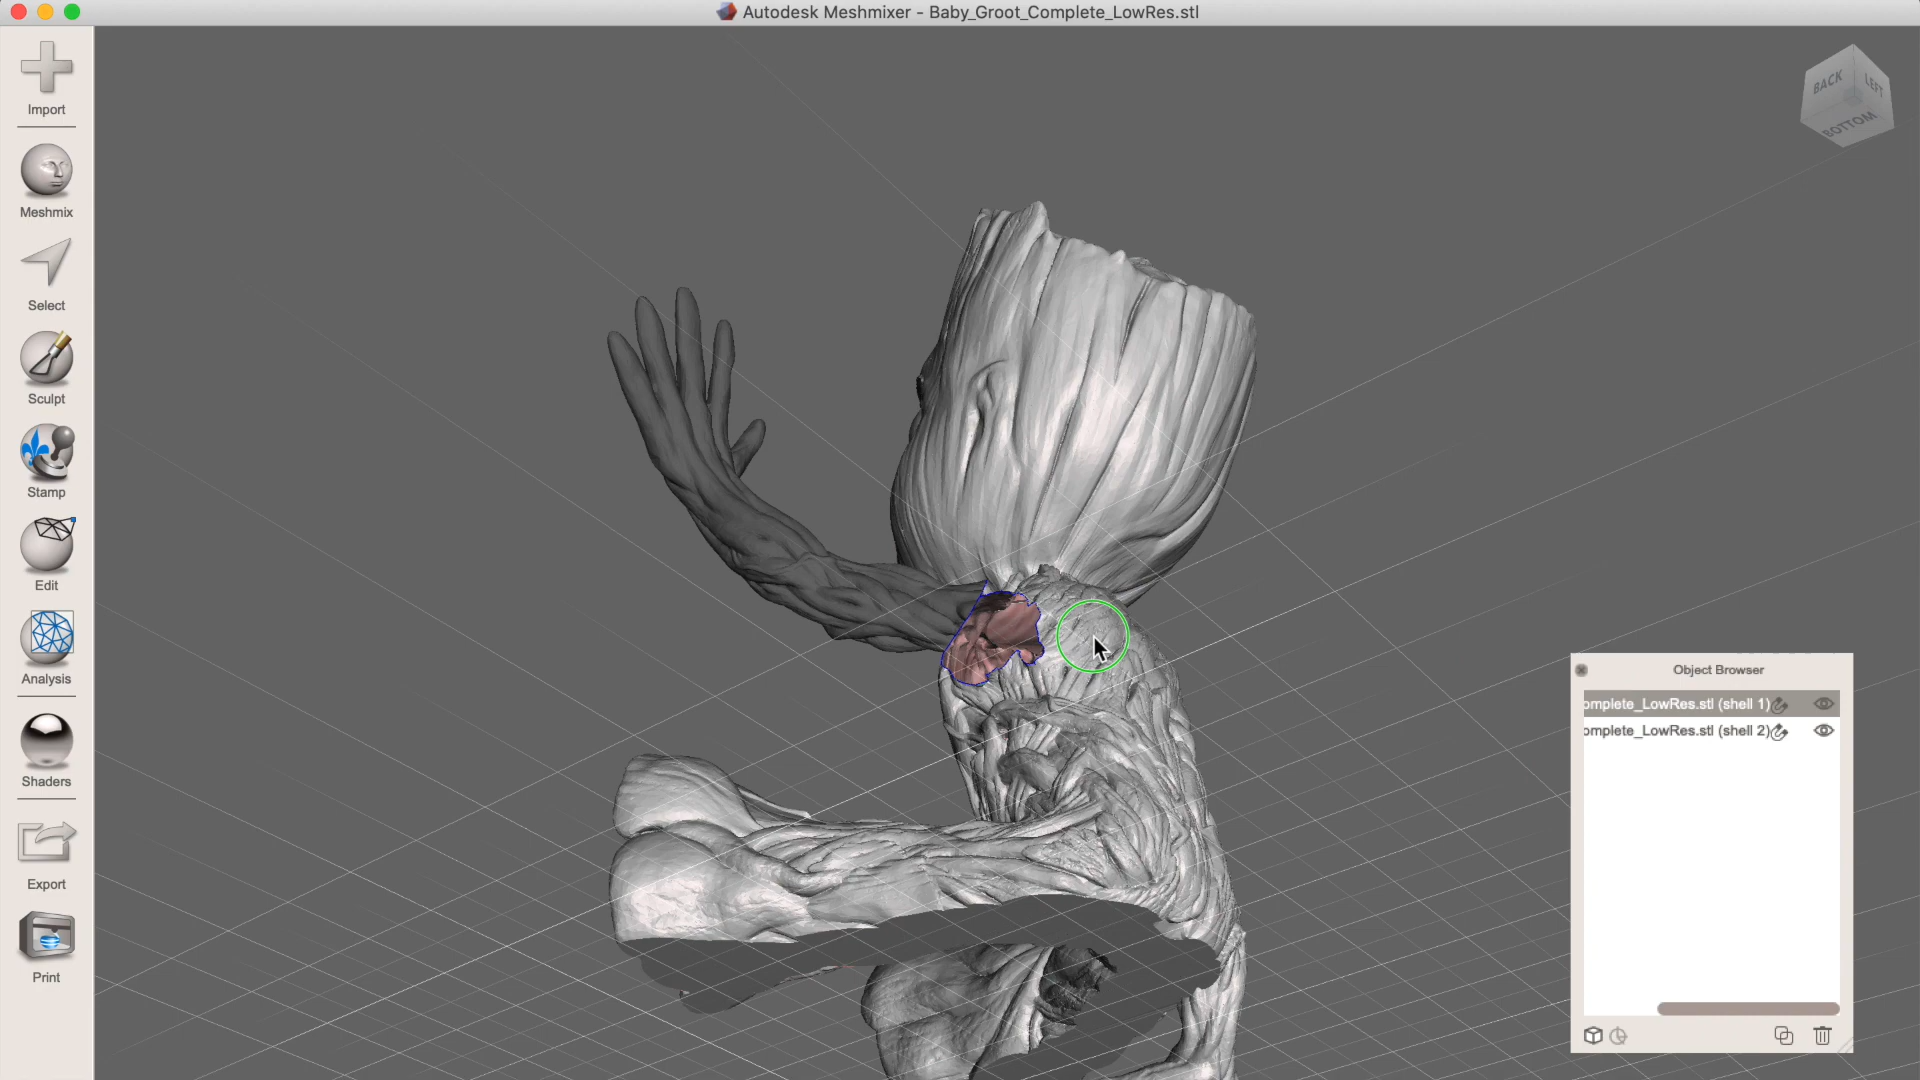 Autodesk Meshmixer - Baby_Groot_Complete_LowRes.stl
Import
Meshmix
Select
Sculpt
Stamp
Edit
Analysis
Shaders
Export
Print
BACK
LEFT
BOTTOM
Object Browser
omplete_LowRes.stl (shell 1)
omplete_LowRes.stl (shell 2)